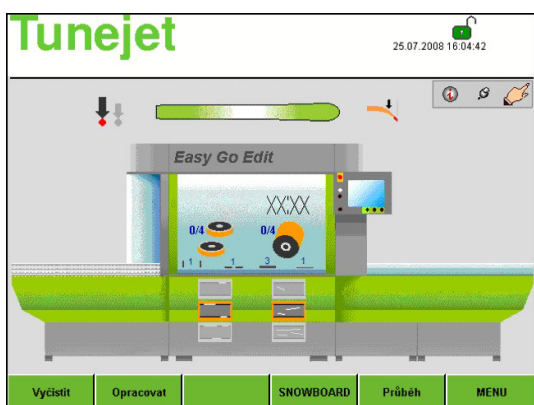 Tunejet
25.07.2008 16:04:42
Easy Go Edit
XX'XX
0/4 0/4
1 1 3 1
Vyčistit Opracovat SNOWBOARD Průběh MENU